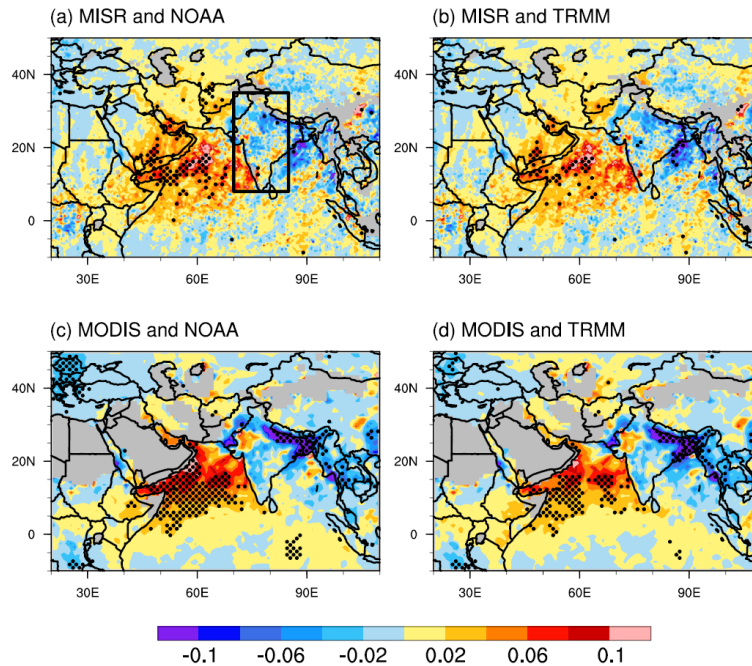 (a) MISR and NOAA
(b) MISR and TRMM
40N
20N
0
30E 60E 90E
40N
20N
0
30E 60E 90E
(c) MODIS and NOAA
(d) MODIS and TRMM
40N
20N
0
30E 60E 90E
40N
20N
0
30E 60E 90E
-0.1 -0.06 -0.02 0.02 0.06 0.1